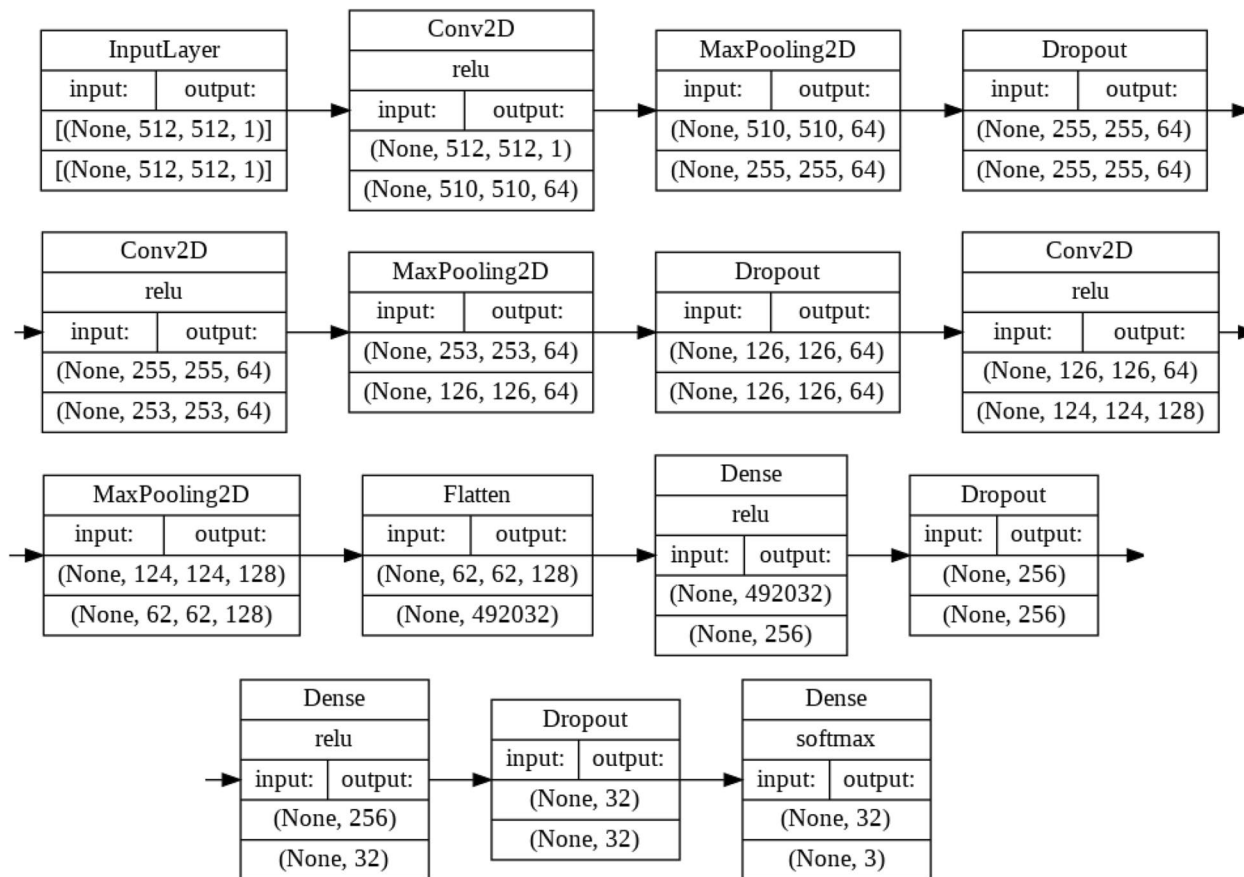 InputLayer
input: output:
[(None, 512, 512, 1)]
[(None, 512, 512, 1)]
Conv2D
relu
input: output:
(None, 512, 512, 1)
(None, 510, 510, 64)
MaxPooling2D
input: output:
(None, 510, 510, 64)
(None, 255, 255, 64)
Dropout
input: output:
(None, 255, 255, 64)
(None, 255, 255, 64)
Conv2D
relu
input: output:
(None, 255, 255, 64)
(None, 253, 253, 64)
MaxPooling2D
input: output:
(None, 253, 253, 64)
(None, 126, 126, 64)
Dropout
input: output:
(None, 126, 126, 64)
(None, 126, 126, 64)
Conv2D
relu
input: output:
(None, 126, 126, 64)
(None, 124, 124, 128)
MaxPooling2D
input: output:
(None, 124, 124, 128)
(None, 62, 62, 128)
Flatten
input: output:
(None, 62, 62, 128)
(None, 492032)
Dense
relu
input: output:
(None, 492032)
(None, 256)
Dropout
input: output:
(None, 256)
(None, 256)
Dense
relu
input: output:
(None, 256)
(None, 32)
Dropout
input: output:
(None, 32)
(None, 32)
Dense
softmax
input: output:
(None, 32)
(None, 3)